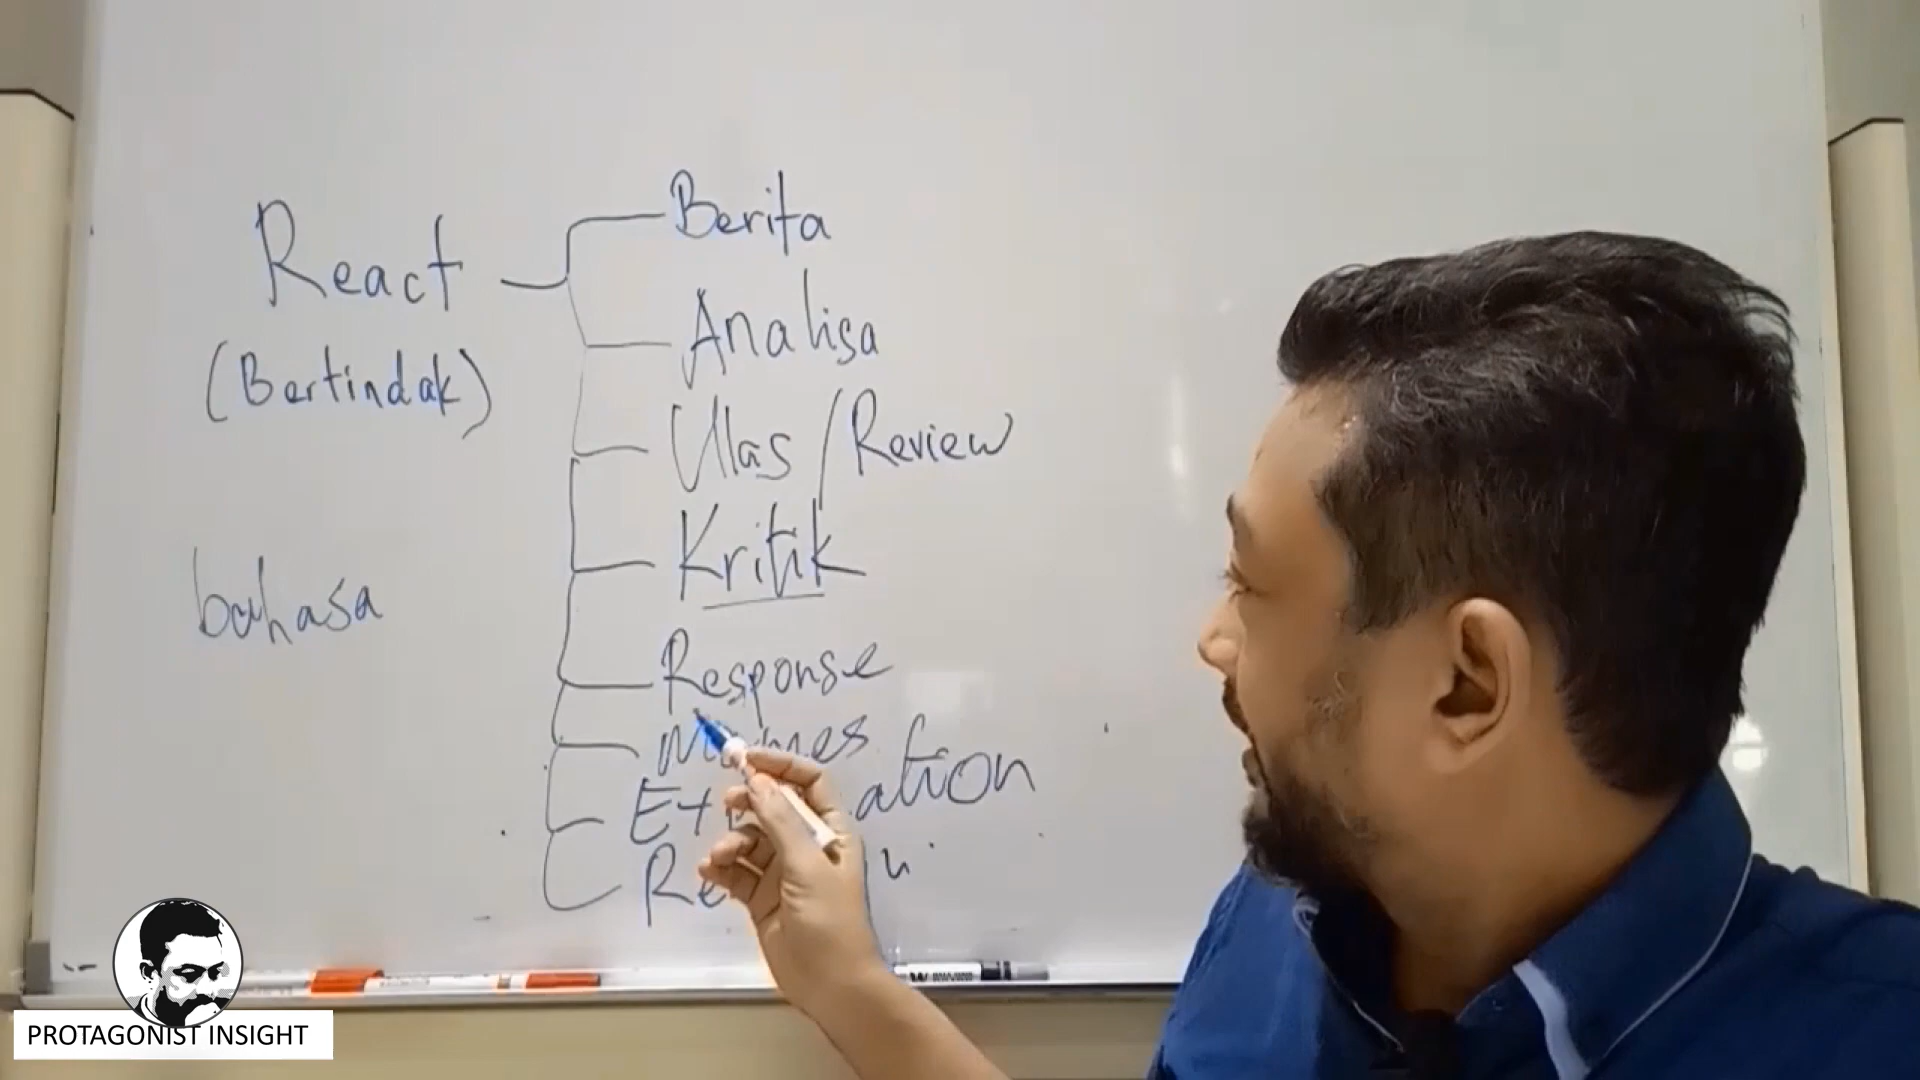 React
(Bertindak)
bahasa
Berita
Analisa
Ulas / Review
Kritik
Response
PROTAGONIST INSIGHT